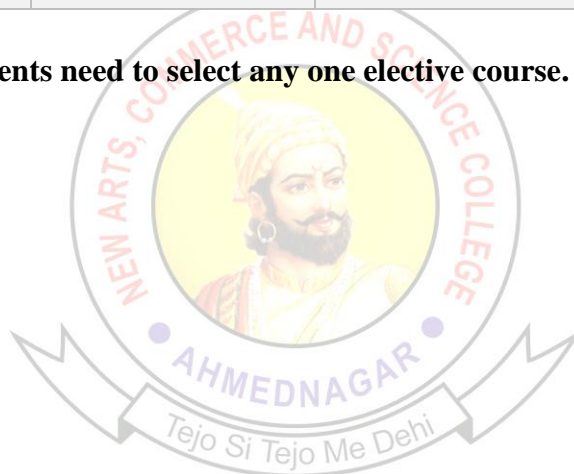 ents need to select any one elective course.
NEW ARTS, COMMERCE AND SCIENCE COLLEGE
AHMEDNAGAR
Tejo Si Tejo Me Dehi